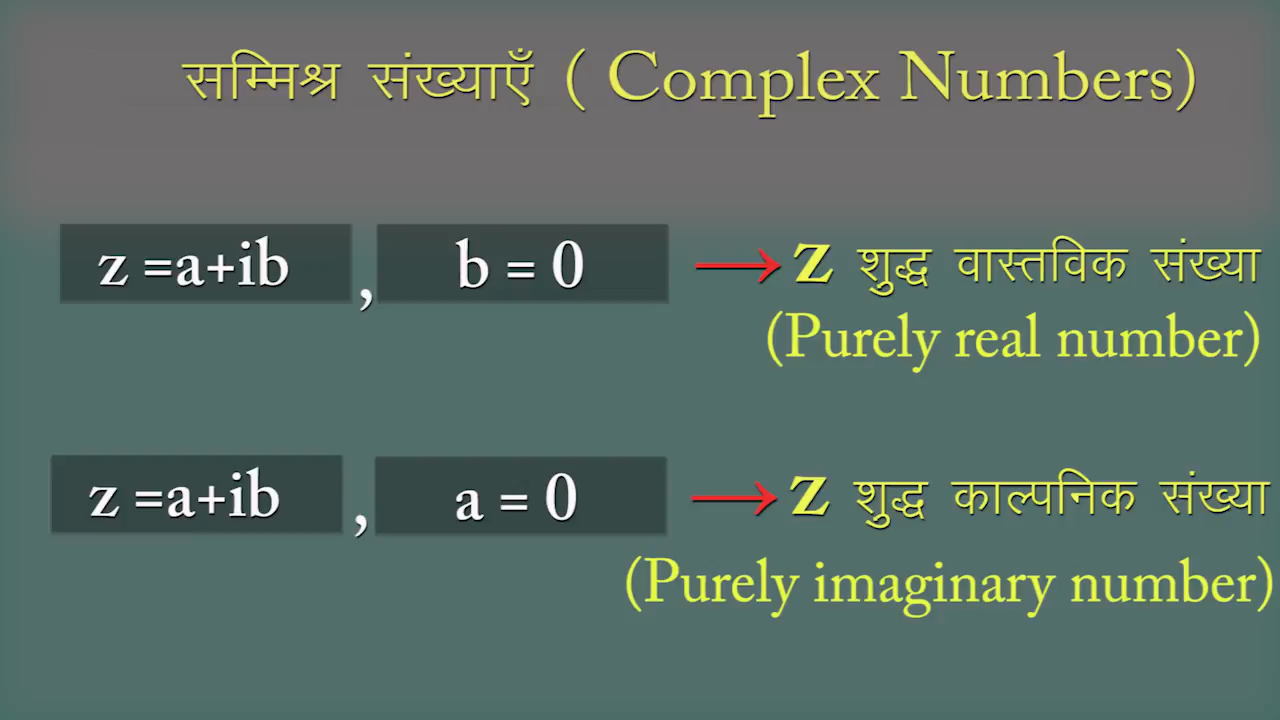 सम्मिश्र संख्याएँ ( Complex Numbers)
z =a+ib , b = 0 → z शुद्ध वास्तविक संख्या
(Purely real number)
z =a+ib , a = 0 → z शुद्ध काल्पनिक संख्या
(Purely imaginary number)